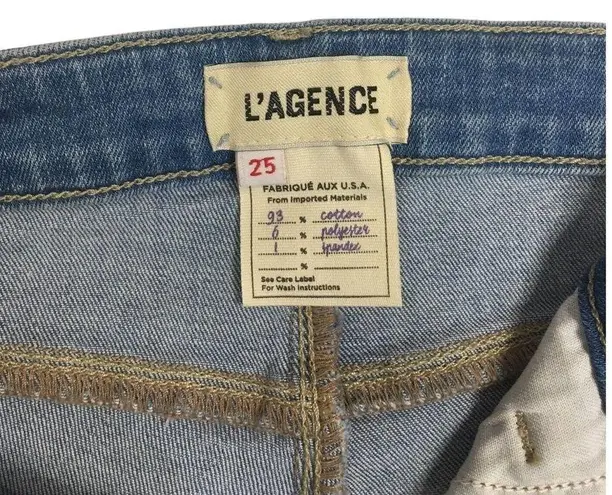 L'AGENCE
25
FABRIQUÉ AUX U.S.A.
From Imported Materials
93 % cotton
6 % polyester
1 % spandex
%
See Care Label
For Wash Instructions